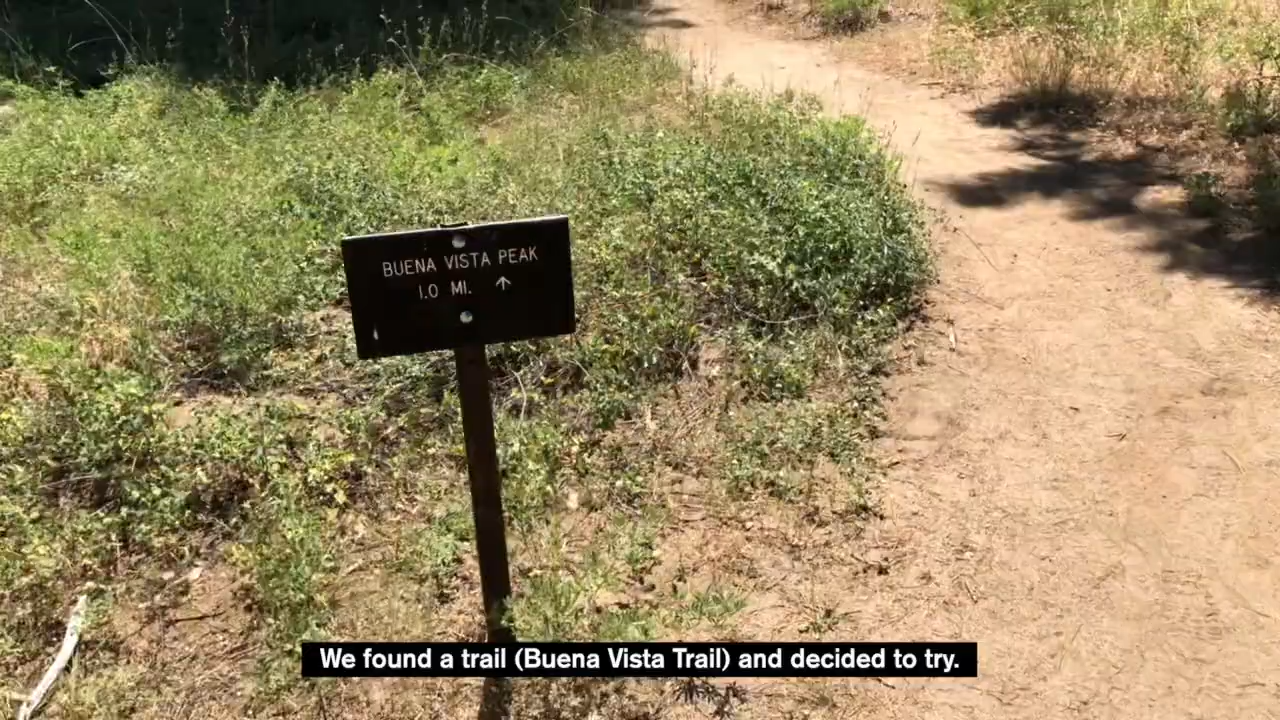 BUENA VISTA PEAK
1.0 MI. ↑
We found a trail (Buena Vista Trail) and decided to try.